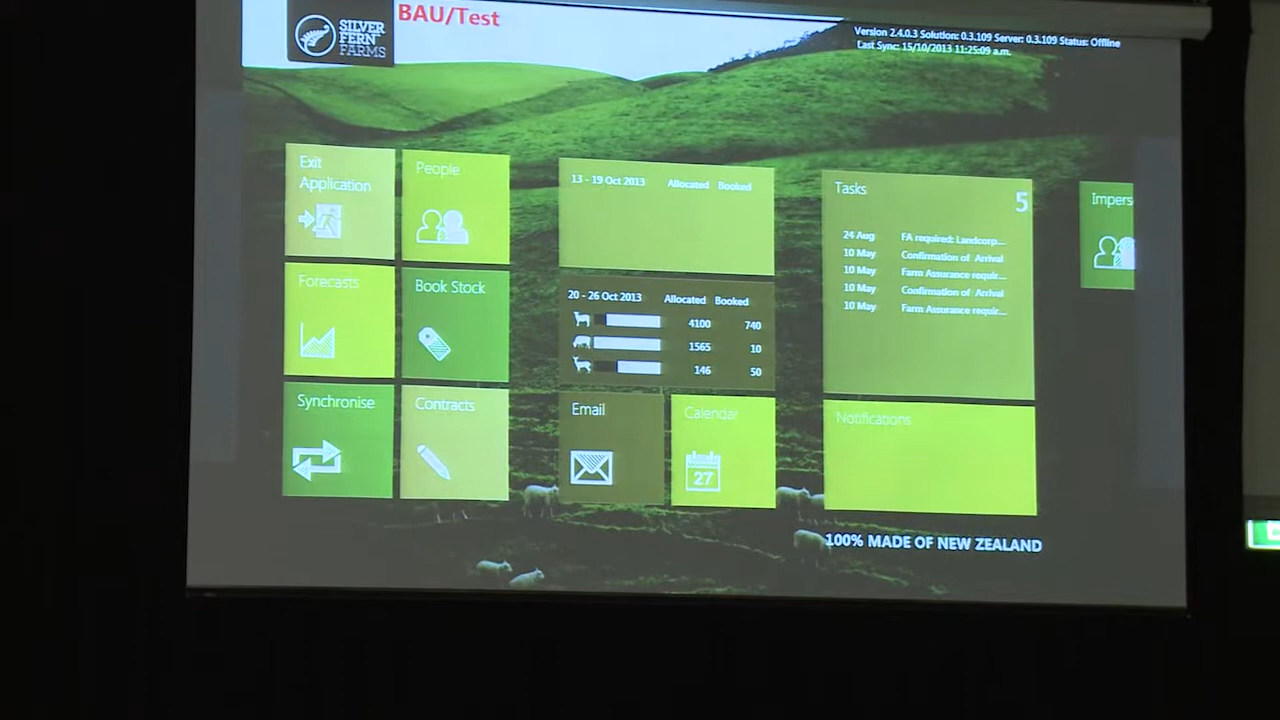 SILVER
FERN
FARMS
BAU/Test
Version 2.4.0.3 Solution: 0.3.109 Server: 0.3.109 Status: Offline
Last Sync: 15/10/2013 11:25:09 a.m.
Exit
Application
People
Forecasts
Book Stock
Synchronise
Contracts
13 - 19 Oct 2013 Allocated Booked
20 - 26 Oct 2013 Allocated Booked
4100 740
1565 10
146 50
Email
Calendar
27
Tasks
5
24 Aug FA required: Landcorp...
10 May Confirmation of Arrival
10 May Farm Assurance requir...
10 May Confirmation of Arrival
10 May Farm Assurance requir...
Notifications
Impers
100% MADE OF NEW ZEALAND